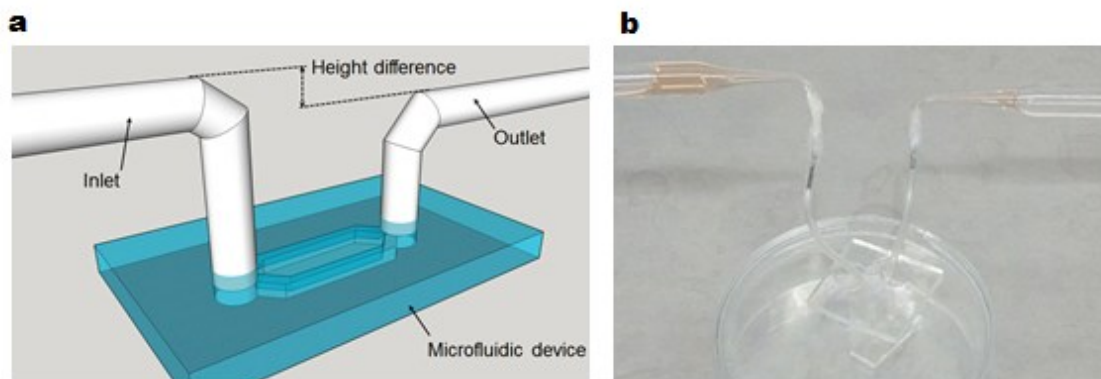 a
b
Height difference
Inlet
Outlet
Microfluidic device